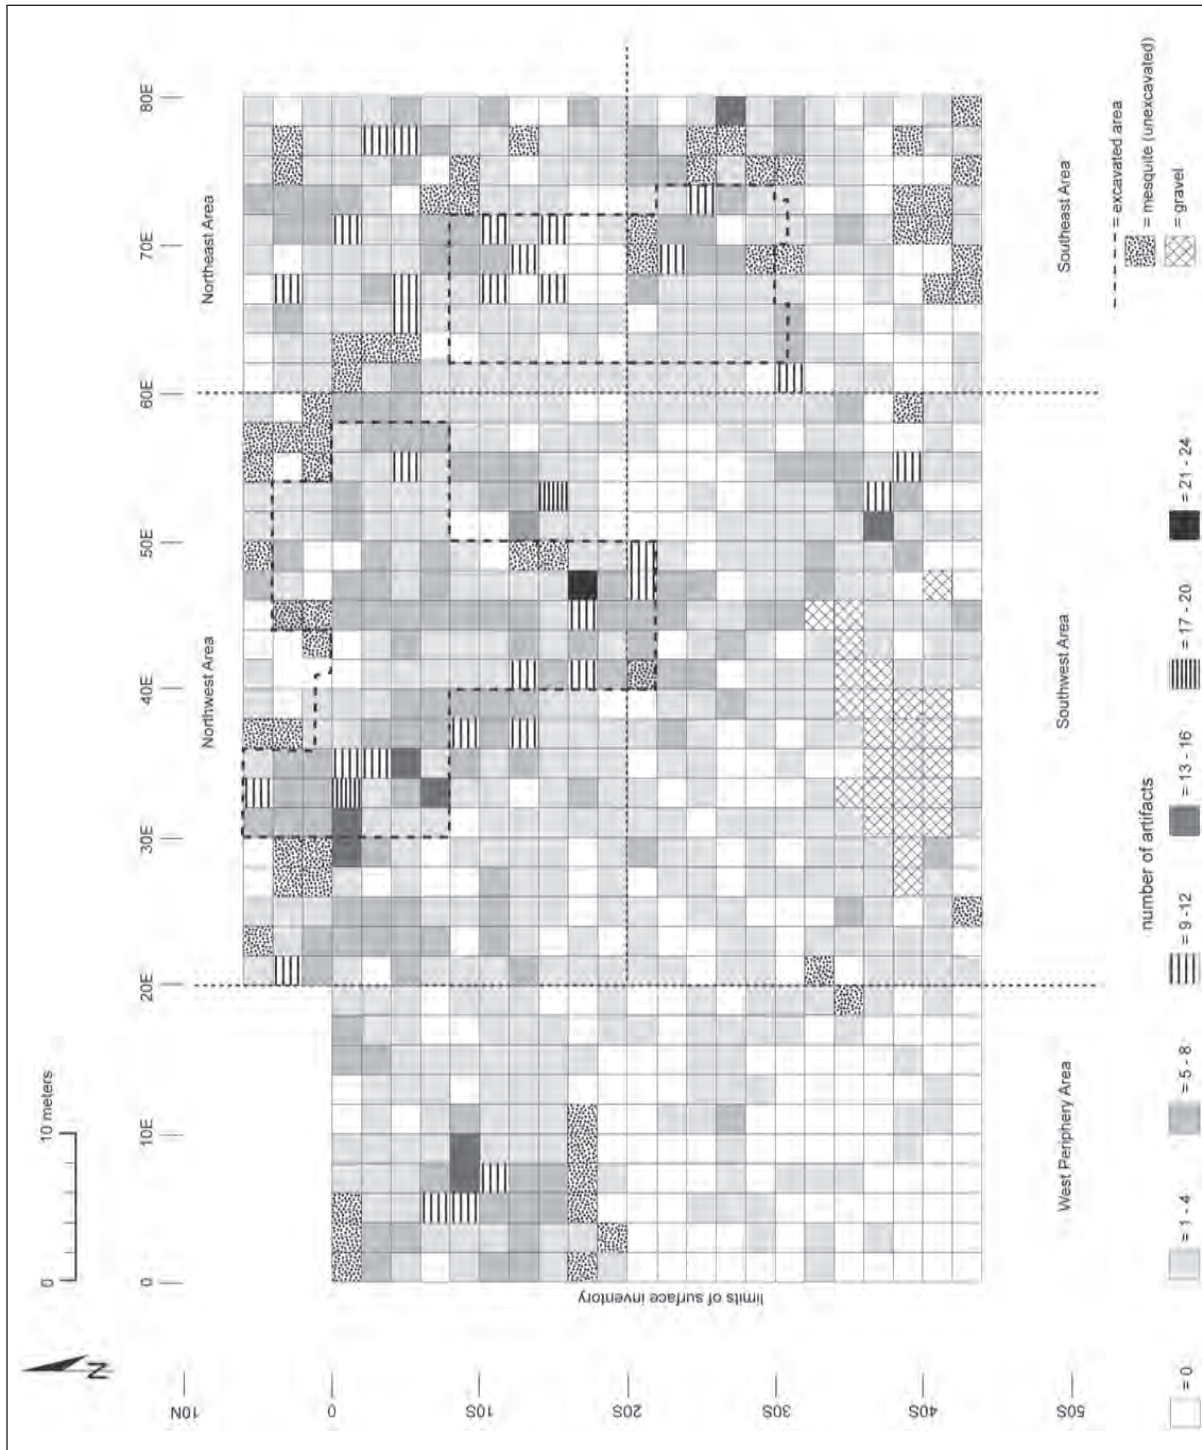 N
0 10 meters
10N
0
10S
20S
30S
40S
50S
0
10E
20E
30E
40E
50E
60E
70E
80E
Northwest Area
Northeast Area
limits of surface inventory
West Periphery Area
Southwest Area
Southeast Area
number of artifacts
= 0
= 1 - 4
= 5 - 8
= 9 -12
= 13 - 16
= 17 - 20
= 21 - 24
= excavated area
= mesquite (unexcavated)
= gravel